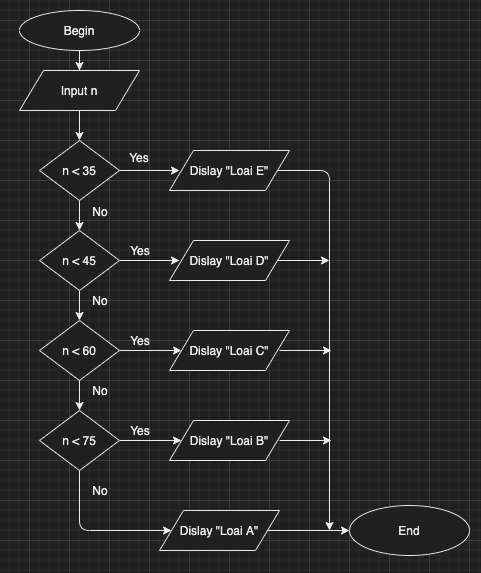 Begin
Input n
n < 35
Yes
Dislay "Loai E"
No
n < 45
Yes
Dislay "Loai D"
No
n < 60
Yes
Dislay "Loai C"
No
n < 75
Yes
Dislay "Loai B"
No
Dislay "Loai A"
End